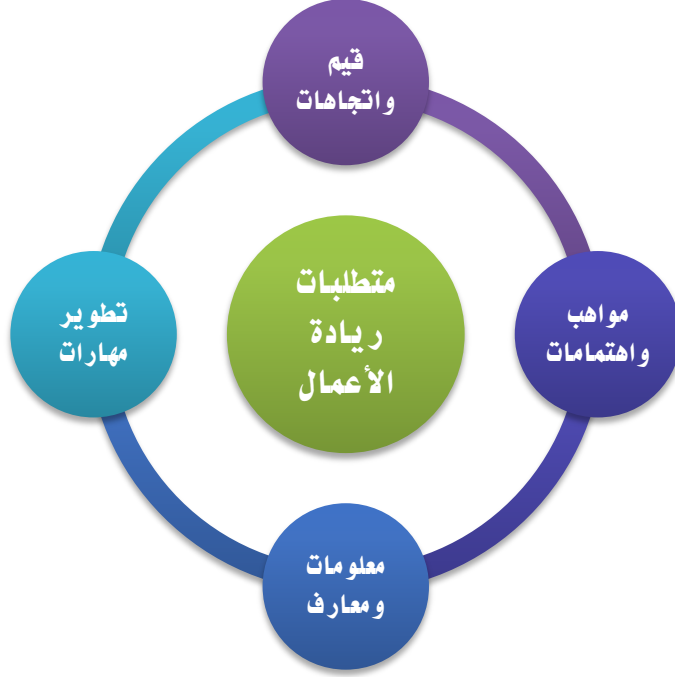 قيم
واتجاهات
متطلبات
ريادة
الأعمال
مواهب
واهتمامات
تطوير
مهارات
معلومات
ومعارف